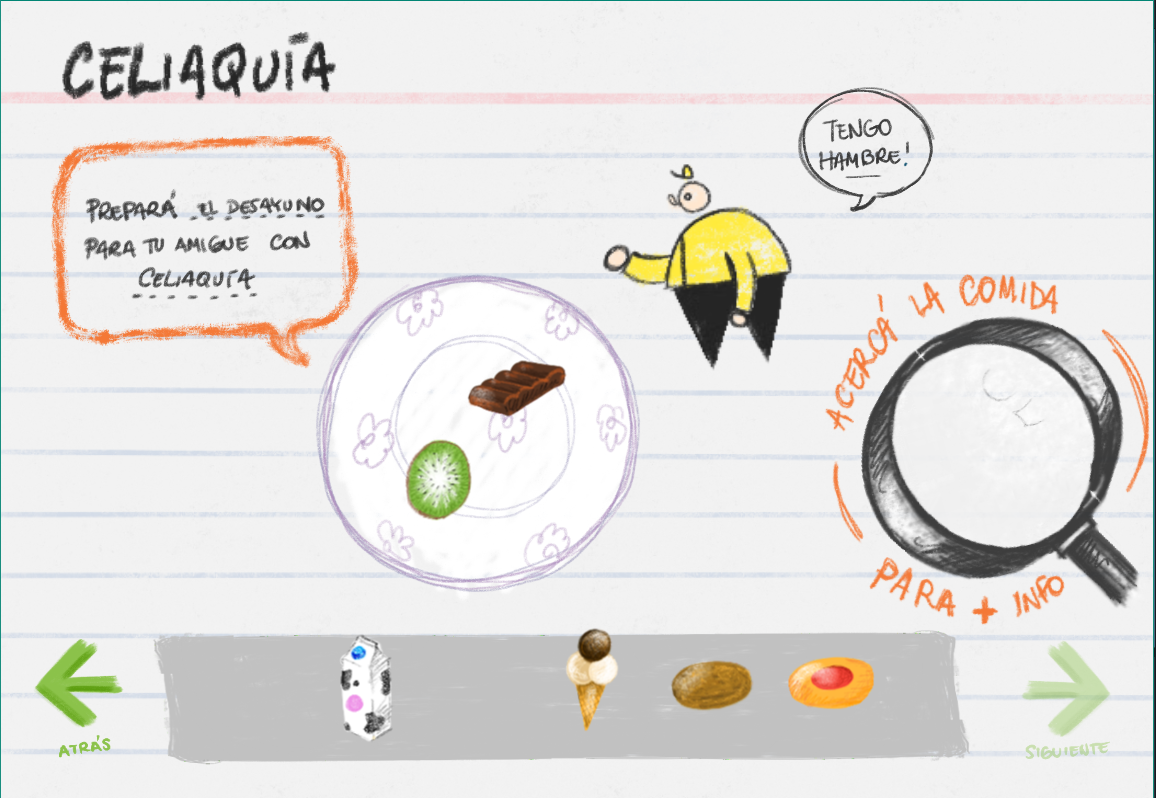 CELIAQUÍA
TENGO
HAMBRE!
PREPARÁ EL DESAYUNO
PARA TU AMIGUE CON
CELIAQUÍA
ACERCÁ LA COMIDA
PARA + INFO
ATRÁS
SIGUIENTE